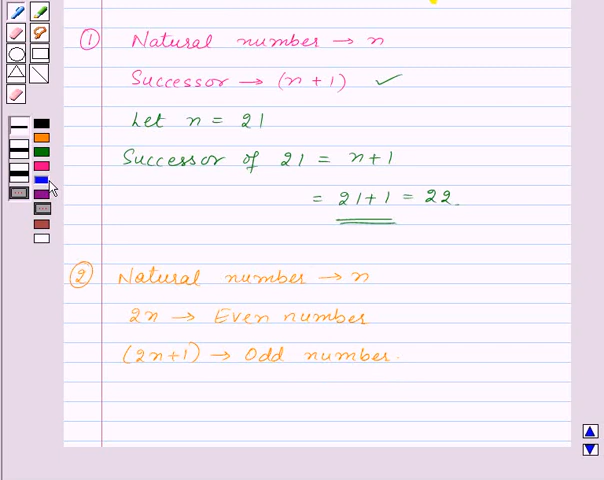 ① Natural number → n
Successor → (n + 1) ✓
Let n = 21
Successor of 21 = n+1
= 21+1 = 22.
② Natural number → n
2n → Even number
(2n+1) → Odd number.